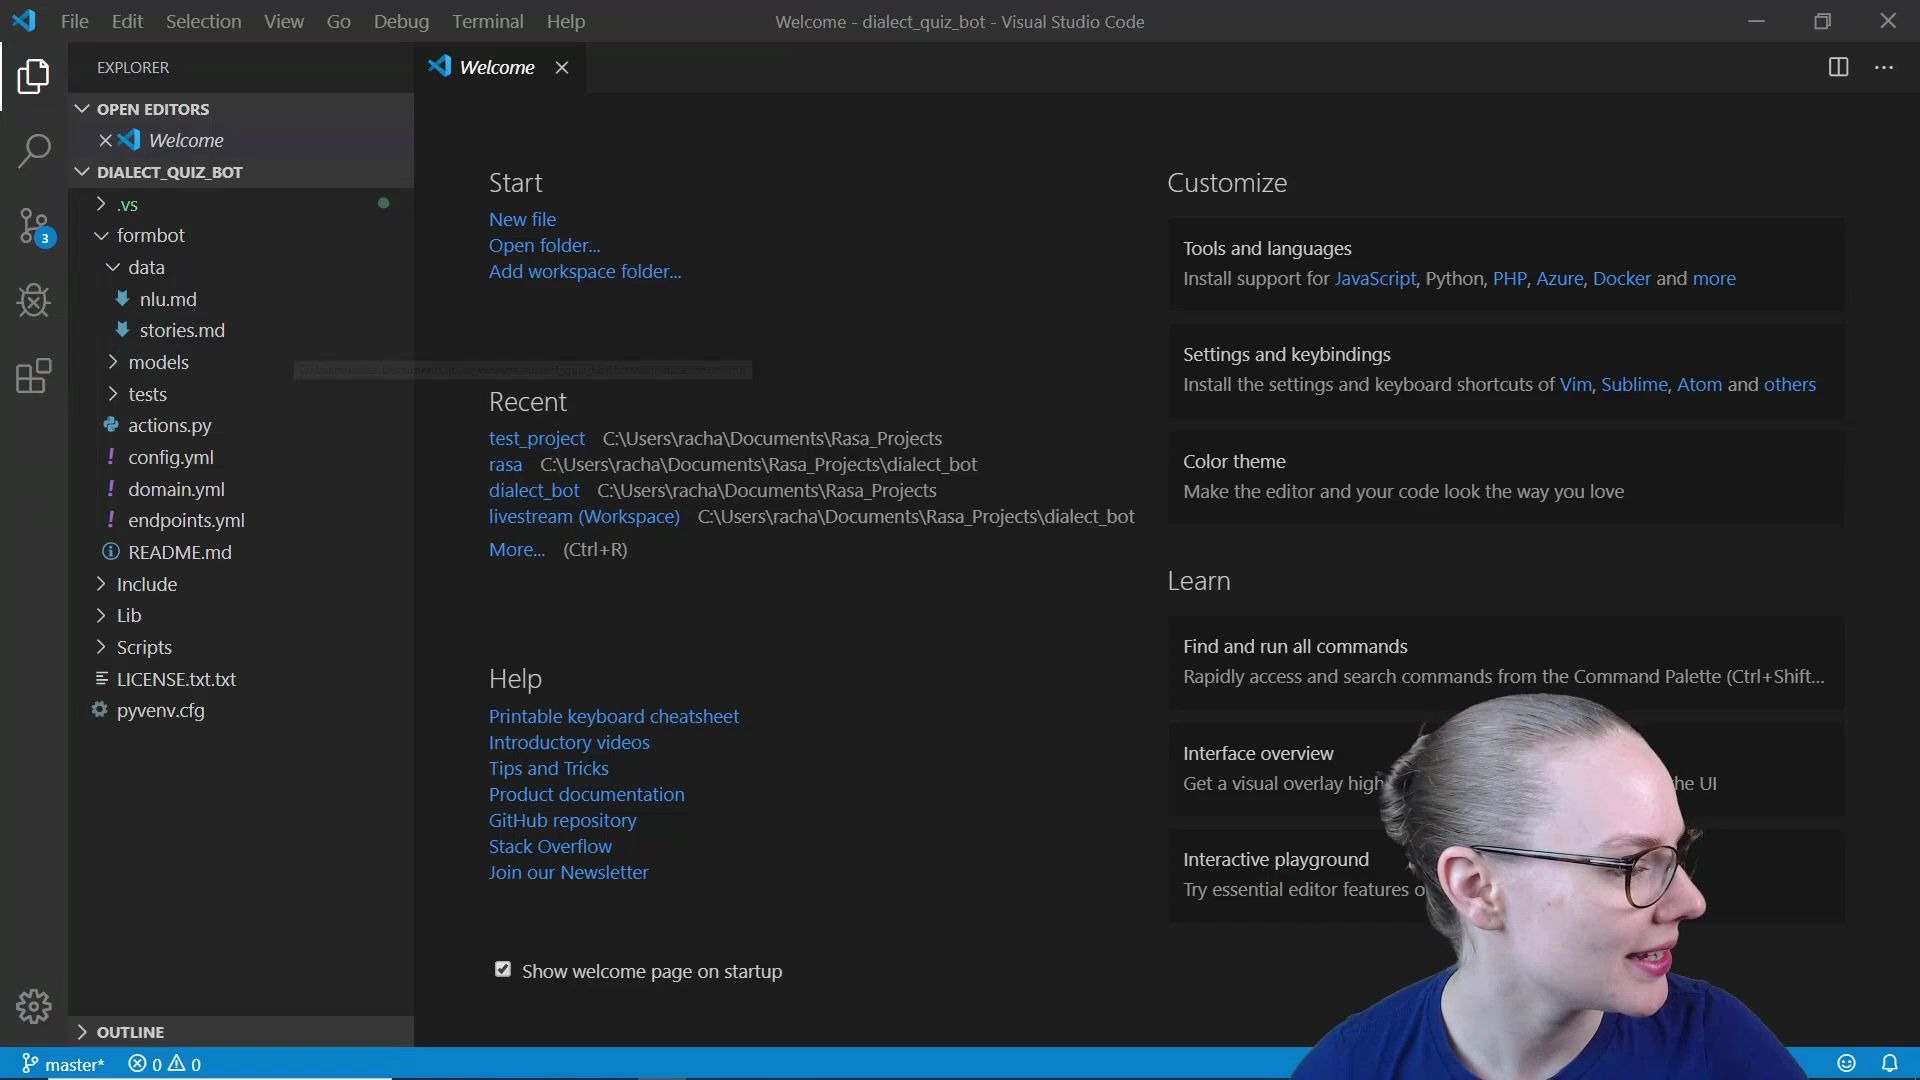 File Edit Selection View Go Debug Terminal Help
Welcome - dialect_quiz_bot - Visual Studio Code
EXPLORER
OPEN EDITORS
Welcome
DIALECT_QUIZ_BOT
.vs
formbot
data
nlu.md
stories.md
models
tests
actions.py
config.yml
domain.yml
endpoints.yml
README.md
Include
Lib
Scripts
LICENSE.txt.txt
pyvenv.cfg
OUTLINE
3
Welcome
Start
New file
Open folder...
Add workspace folder...
Recent
test_project C:\Users\racha\Documents\Rasa_Projects
rasa C:\Users\racha\Documents\Rasa_Projects\dialect_bot
dialect_bot C:\Users\racha\Documents\Rasa_Projects
livestream (Workspace) C:\Users\racha\Documents\Rasa_Projects\dialect_bot
More... (Ctrl+R)
Help
Printable keyboard cheatsheet
Introductory videos
Tips and Tricks
Product documentation
GitHub repository
Stack Overflow
Join our Newsletter
Show welcome page on startup
Customize
Tools and languages
Install support for JavaScript, Python, PHP, Azure, Docker and more
Settings and keybindings
Install the settings and keyboard shortcuts of Vim, Sublime, Atom and others
Color theme
Make the editor and your code look the way you love
Learn
Find and run all commands
Rapidly access and search commands from the Command Palette (Ctrl+Shift...
Interface overview
Get a visual overlay high he UI
Interactive playground
Try essential editor features o
master* 0 0